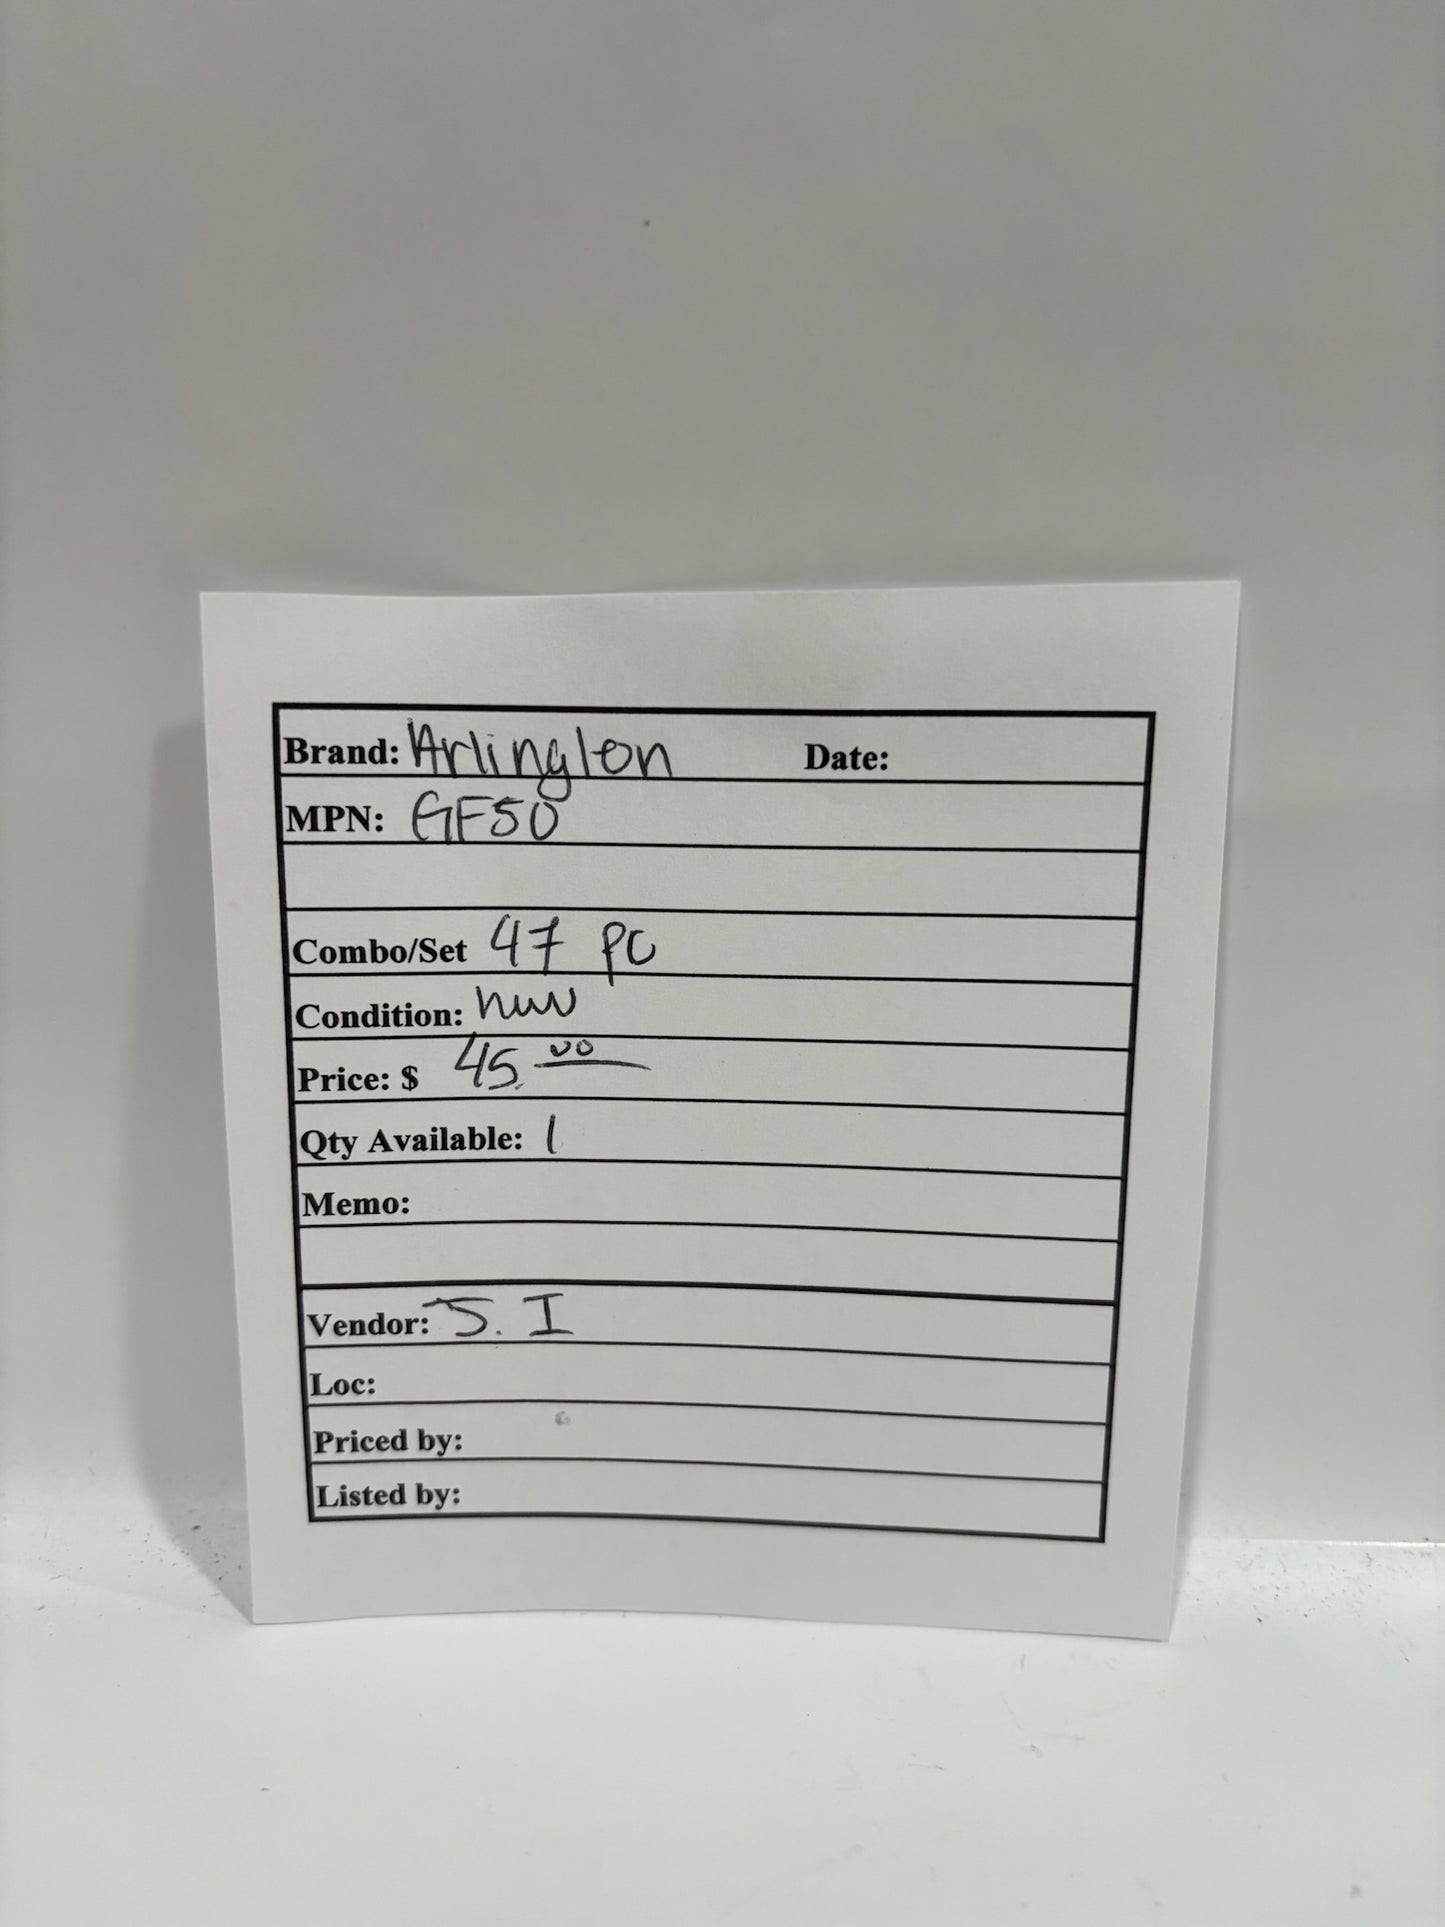 Brand: Arlington Date:
MPN: GF50
Combo/Set 47 pc
Condition: new
Price: $ 45.00
Qty Available: 1
Memo:
Vendor: J. I
Loc:
Priced by:
Listed by: